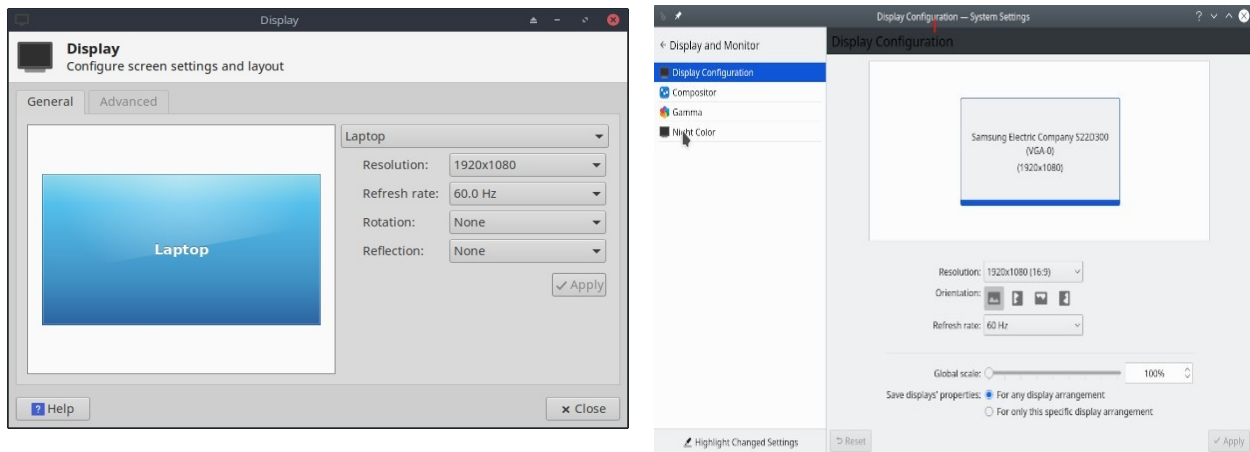 Display
Display
Configure screen settings and layout
General
Advanced
Laptop
Laptop
Resolution:
1920x1080
Refresh rate:
60.0 Hz
Rotation:
None
Reflection:
None
Apply
? Help
Close
Display Configuration — System Settings
Display and Monitor
Display Configuration
Compositor
Gamma
Night Color
Highlight Changed Settings
Display Configuration
Samsung Electric Company S22D300
(VGA-0)
(1920x1080)
Resolution: 1920x1080 (16:9)
Orientation:
Refresh rate: 60 Hz
Global scale:
100%
Save displays' properties: For any display arrangement
For only this specific display arrangement
Reset
Apply